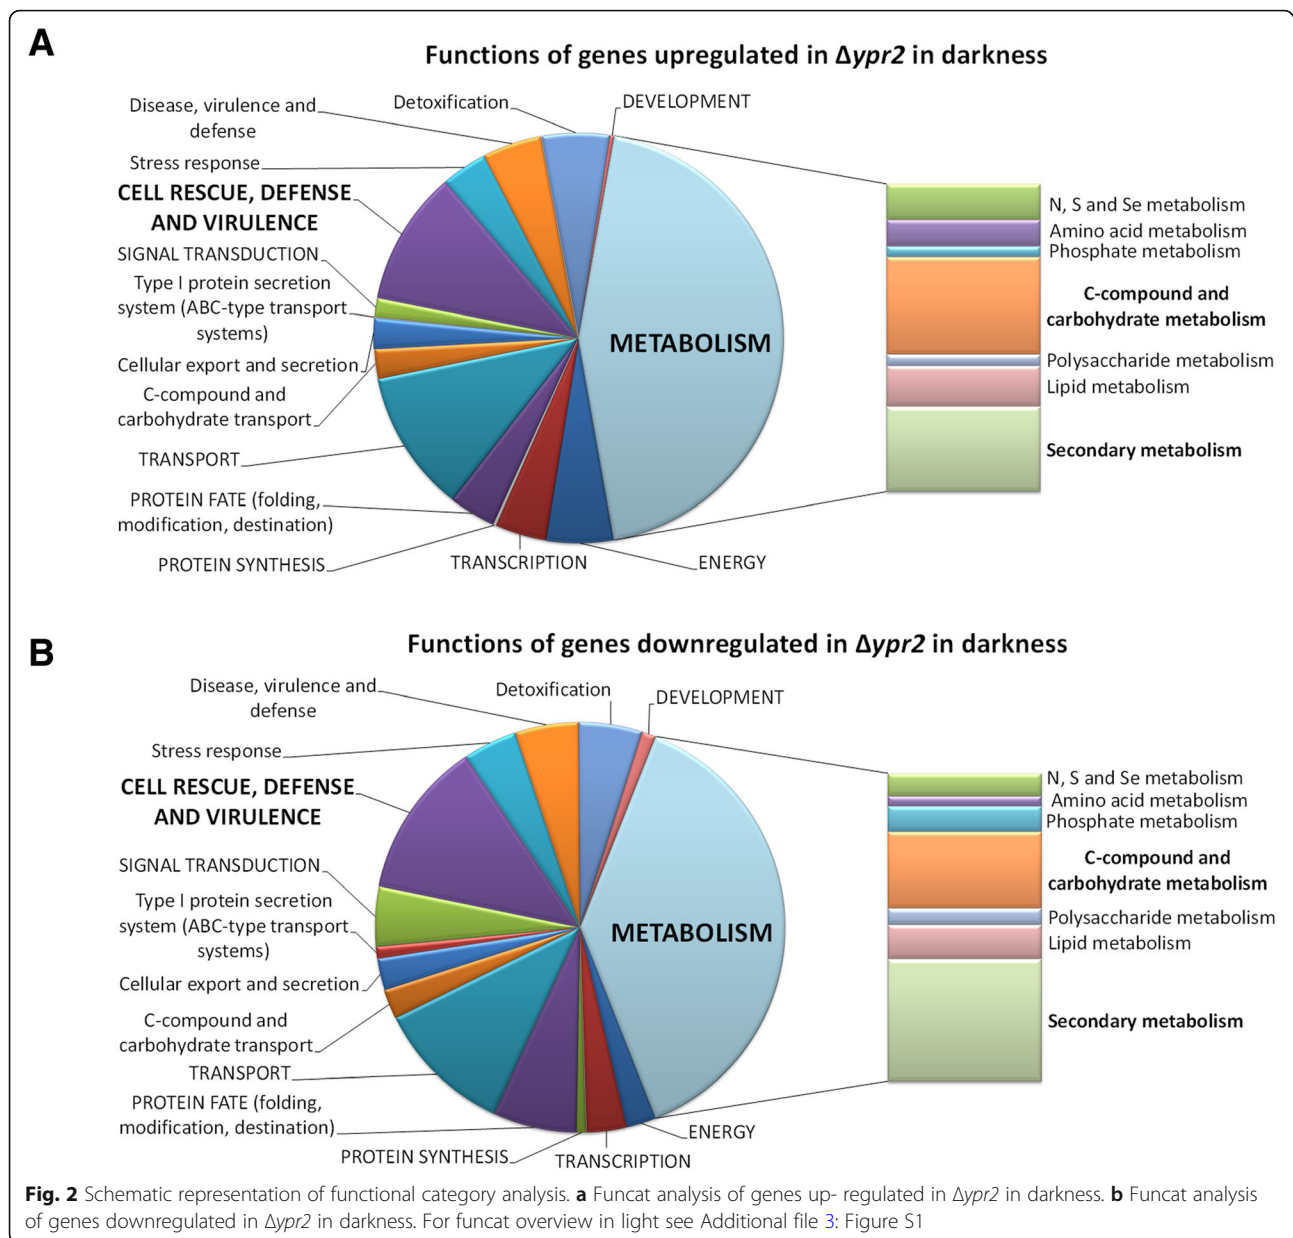 A
Functions of genes upregulated in Δypr2 in darkness
Disease, virulence and
defense
Detoxification
DEVELOPMENT
Stress response
CELL RESCUE, DEFENSE
AND VIRULENCE
SIGNAL TRANSDUCTION
Type I protein secretion
system (ABC-type transport
systems)
Cellular export and secretion
C-compound and
carbohydrate transport
TRANSPORT
PROTEIN FATE (folding,
modification, destination)
PROTEIN SYNTHESIS
TRANSCRIPTION
ENERGY
METABOLISM
N, S and Se metabolism
Amino acid metabolism
Phosphate metabolism
C-compound and
carbohydrate metabolism
Polysaccharide metabolism
Lipid metabolism
Secondary metabolism
B
Functions of genes downregulated in Δypr2 in darkness
Disease, virulence and
defense
Detoxification
DEVELOPMENT
Stress response
CELL RESCUE, DEFENSE
AND VIRULENCE
SIGNAL TRANSDUCTION
Type I protein secretion
system (ABC-type transport
systems)
Cellular export and secretion
C-compound and
carbohydrate transport
TRANSPORT
PROTEIN FATE (folding,
modification, destination)
PROTEIN SYNTHESIS
TRANSCRIPTION
ENERGY
METABOLISM
N, S and Se metabolism
Amino acid metabolism
Phosphate metabolism
C-compound and
carbohydrate metabolism
Polysaccharide metabolism
Lipid metabolism
Secondary metabolism
Fig. 2 Schematic representation of functional category analysis. a Funcat analysis of genes up- regulated in Δypr2 in darkness. b Funcat analysis
of genes downregulated in Δypr2 in darkness. For funcat overview in light see Additional file 3: Figure S1